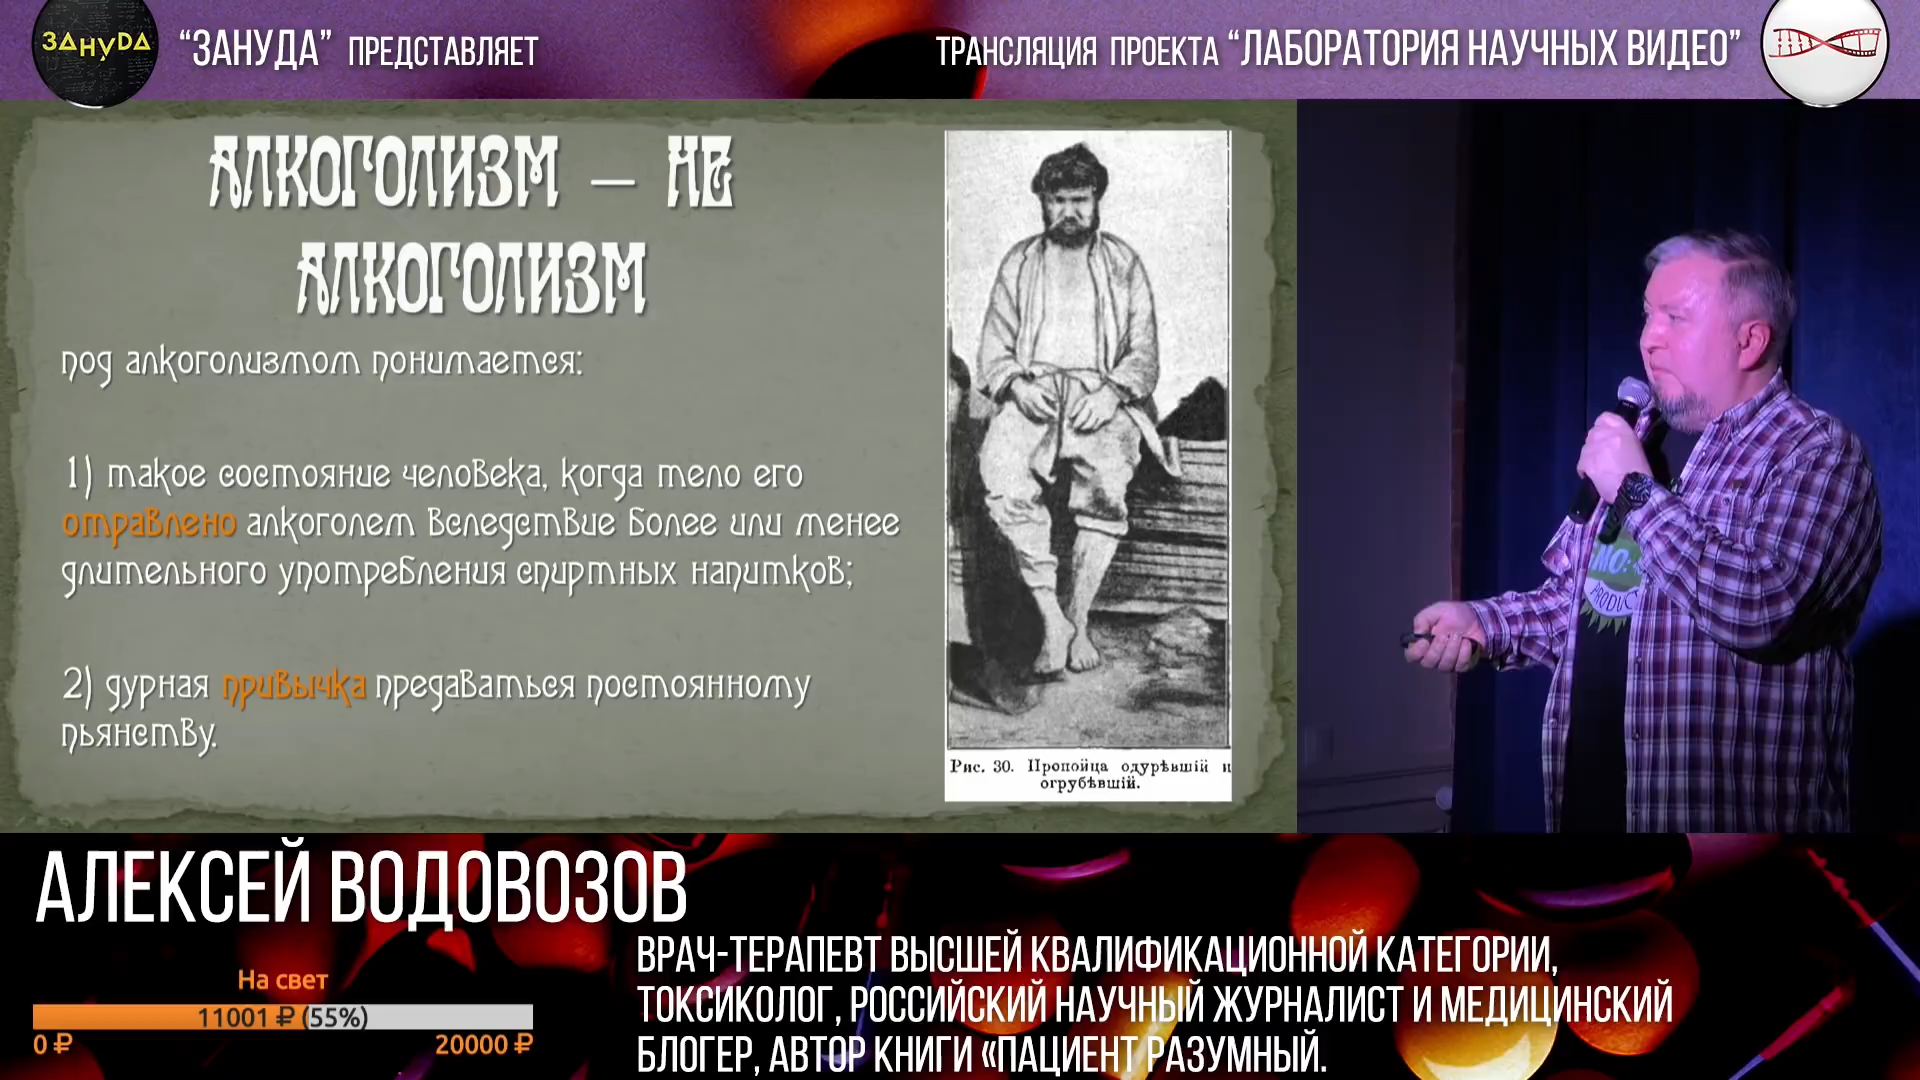 ЗАНУДА
“ЗАНУДА” ПРЕДСТАВЛЯЕТ
ТРАНСЛЯЦИЯ ПРОЕКТА “ЛАБОРАТОРИЯ НАУЧНЫХ ВИДЕО”
АЛКОГОЛИЗМ – НЕ
АЛКОГОЛИЗМ
под алкоголизмом понимается:
1) такое состояние человека, когда тело его
отравлено алкоголем вследствие более или менее
длительного употребления спиртных напитков;
2) дурная привычка предаваться постоянному
пьянству.
Рис. 30. Пропойца одурѣвшій и
огрубѣвшій.
АЛЕКСЕЙ ВОДОВОЗОВ
ВРАЧ-ТЕРАПЕВТ ВЫСШЕЙ КВАЛИФИКАЦИОННОЙ КАТЕГОРИИ,
ТОКСИКОЛОГ, РОССИЙСКИЙ НАУЧНЫЙ ЖУРНАЛИСТ И МЕДИЦИНСКИЙ
БЛОГЕР, АВТОР КНИГИ «ПАЦИЕНТ РАЗУМНЫЙ.
На свет
11001 ₽ (55%)
0 ₽
20000 ₽